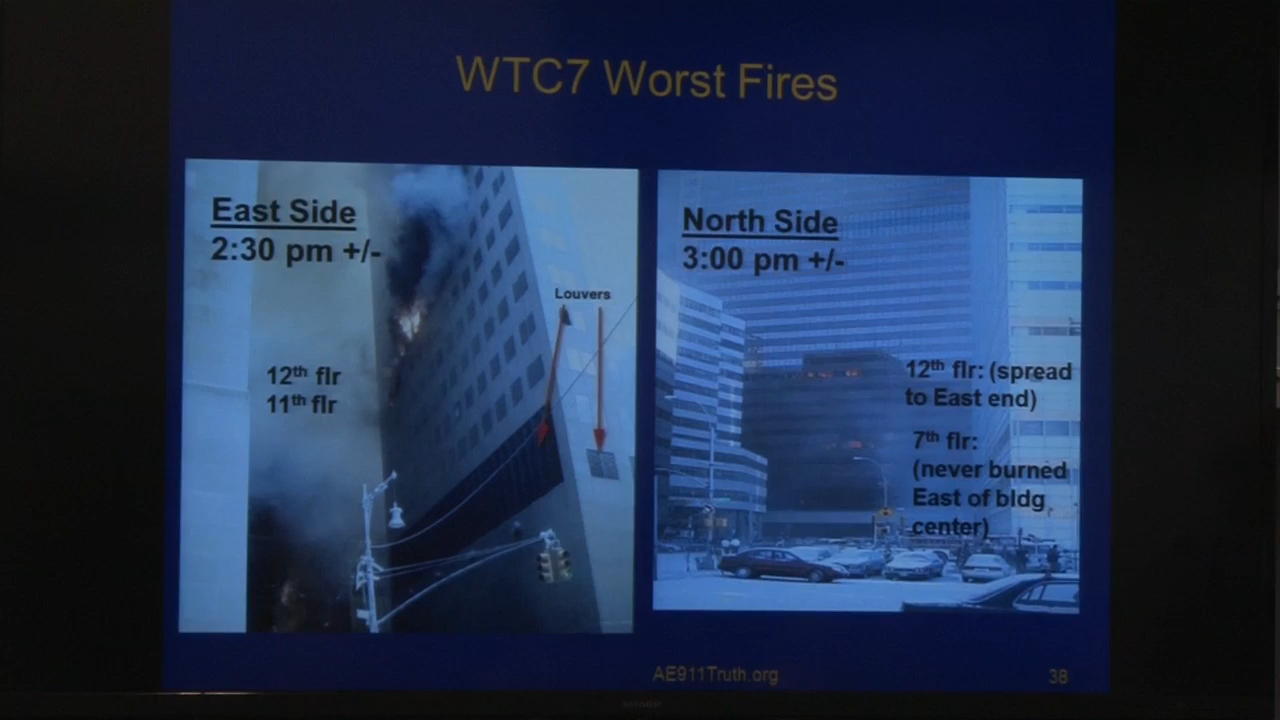 WTC7 Worst Fires
East Side
2:30 pm +/-
Louvers
12th flr
11th flr
North Side
3:00 pm +/-
12th flr: (spread
to East end)
7th flr:
(never burned
East of bldg
center)
AE911Truth.org
38